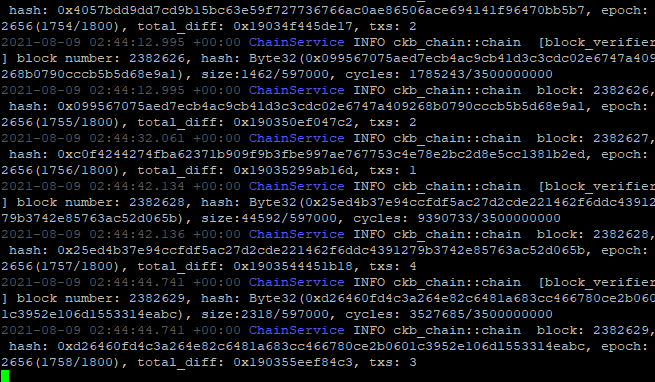 hash: 0x4057bdd9dd7cd9b15bc63e59f727736766ac0ae86506ace694141f96470bb5b7, epoch:
2656(1754/1800), total_diff: 0x19034f445de17, txs: 2
2021-08-09 02:44:12.995 +00:00 ChainService INFO ckb_chain::chain  [block_verifier
] block number: 2382626, hash: Byte32(0x099567075aed7ecb4ac9cb41d3c3cdc02e6747a409
268b0790cccb5b5d68e9a1), size:1462/597000, cycles: 1785243/3500000000
2021-08-09 02:44:12.995 +00:00 ChainService INFO ckb_chain::chain  block: 2382626,
hash: 0x099567075aed7ecb4ac9cb41d3c3cdc02e6747a409268b0790cccb5b5d68e9a1, epoch:
2656(1755/1800), total_diff: 0x190350ef047c2, txs: 2
2021-08-09 02:44:32.061 +00:00 ChainService INFO ckb_chain::chain  block: 2382627,
hash: 0xc0f4244274fba62371b909f9b3fbe997ae767753c4e78e2bc2d8e5cc1381b2ed, epoch:
2656(1756/1800), total_diff: 0x19035299ab16d, txs: 1
2021-08-09 02:44:42.134 +00:00 ChainService INFO ckb_chain::chain  [block_verifier
] block number: 2382628, hash: Byte32(0x25ed4b37e94ccfdf5ac27d2cde221462f6ddc43912
79b3742e85763ac52d065b), size:44592/597000, cycles: 9390733/3500000000
2021-08-09 02:44:42.136 +00:00 ChainService INFO ckb_chain::chain  block: 2382628,
hash: 0x25ed4b37e94ccfdf5ac27d2cde221462f6ddc4391279b3742e85763ac52d065b, epoch:
2656(1757/1800), total_diff: 0x1903544451b18, txs: 4
2021-08-09 02:44:44.741 +00:00 ChainService INFO ckb_chain::chain  [block_verifier
] block number: 2382629, hash: Byte32(0xd26460fd4c3a264e82c6481a683cc466780ce2b060
1c3952e106d1553314eabc), size:2318/597000, cycles: 3527685/3500000000
2021-08-09 02:44:44.741 +00:00 ChainService INFO ckb_chain::chain  block: 2382629,
hash: 0xd26460fd4c3a264e82c6481a683cc466780ce2b0601c3952e106d1553314eabc, epoch:
2656(1758/1800), total_diff: 0x190355eef84c3, txs: 3